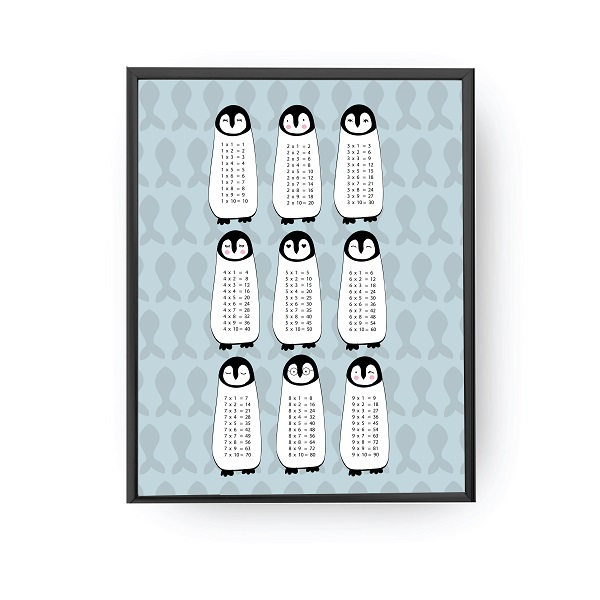 1 x 1 = 1
1 x 2 = 2
1 x 3 = 3
1 x 4 = 4
1 x 5 = 5
1 x 6 = 6
1 x 7 = 7
1 x 8 = 8
1 x 9 = 9
1 x 10 = 10
2 x 1 = 2
2 x 2 = 4
2 x 3 = 6
2 x 4 = 8
2 x 5 = 10
2 x 6 = 12
2 x 7 = 14
2 x 8 = 16
2 x 9 = 18
2 x 10 = 20
3 x 1 = 3
3 x 2 = 6
3 x 3 = 9
3 x 4 = 12
3 x 5 = 15
3 x 6 = 18
3 x 7 = 21
3 x 8 = 24
3 x 9 = 27
3 x 10 = 30
4 x 1 = 4
4 x 2 = 8
4 x 3 = 12
4 x 4 = 16
4 x 5 = 20
4 x 6 = 24
4 x 7 = 28
4 x 8 = 32
4 x 9 = 36
4 x 10 = 40
5 x 1 = 5
5 x 2 = 10
5 x 3 = 15
5 x 4 = 20
5 x 5 = 25
5 x 6 = 30
5 x 7 = 35
5 x 8 = 40
5 x 9 = 45
5 x 10 = 50
6 x 1 = 6
6 x 2 = 12
6 x 3 = 18
6 x 4 = 24
6 x 5 = 30
6 x 6 = 36
6 x 7 = 42
6 x 8 = 48
6 x 9 = 54
6 x 10 = 60
7 x 1 = 7
7 x 2 = 14
7 x 3 = 21
7 x 4 = 28
7 x 5 = 35
7 x 6 = 42
7 x 7 = 49
7 x 8 = 56
7 x 9 = 63
7 x 10 = 70
8 x 1 = 8
8 x 2 = 16
8 x 3 = 24
8 x 4 = 32
8 x 5 = 40
8 x 6 = 48
8 x 7 = 56
8 x 8 = 64
8 x 9 = 72
8 x 10 = 80
9 x 1 = 9
9 x 2 = 18
9 x 3 = 27
9 x 4 = 36
9 x 5 = 45
9 x 6 = 54
9 x 7 = 63
9 x 8 = 72
9 x 9 = 81
9 x 10 = 90